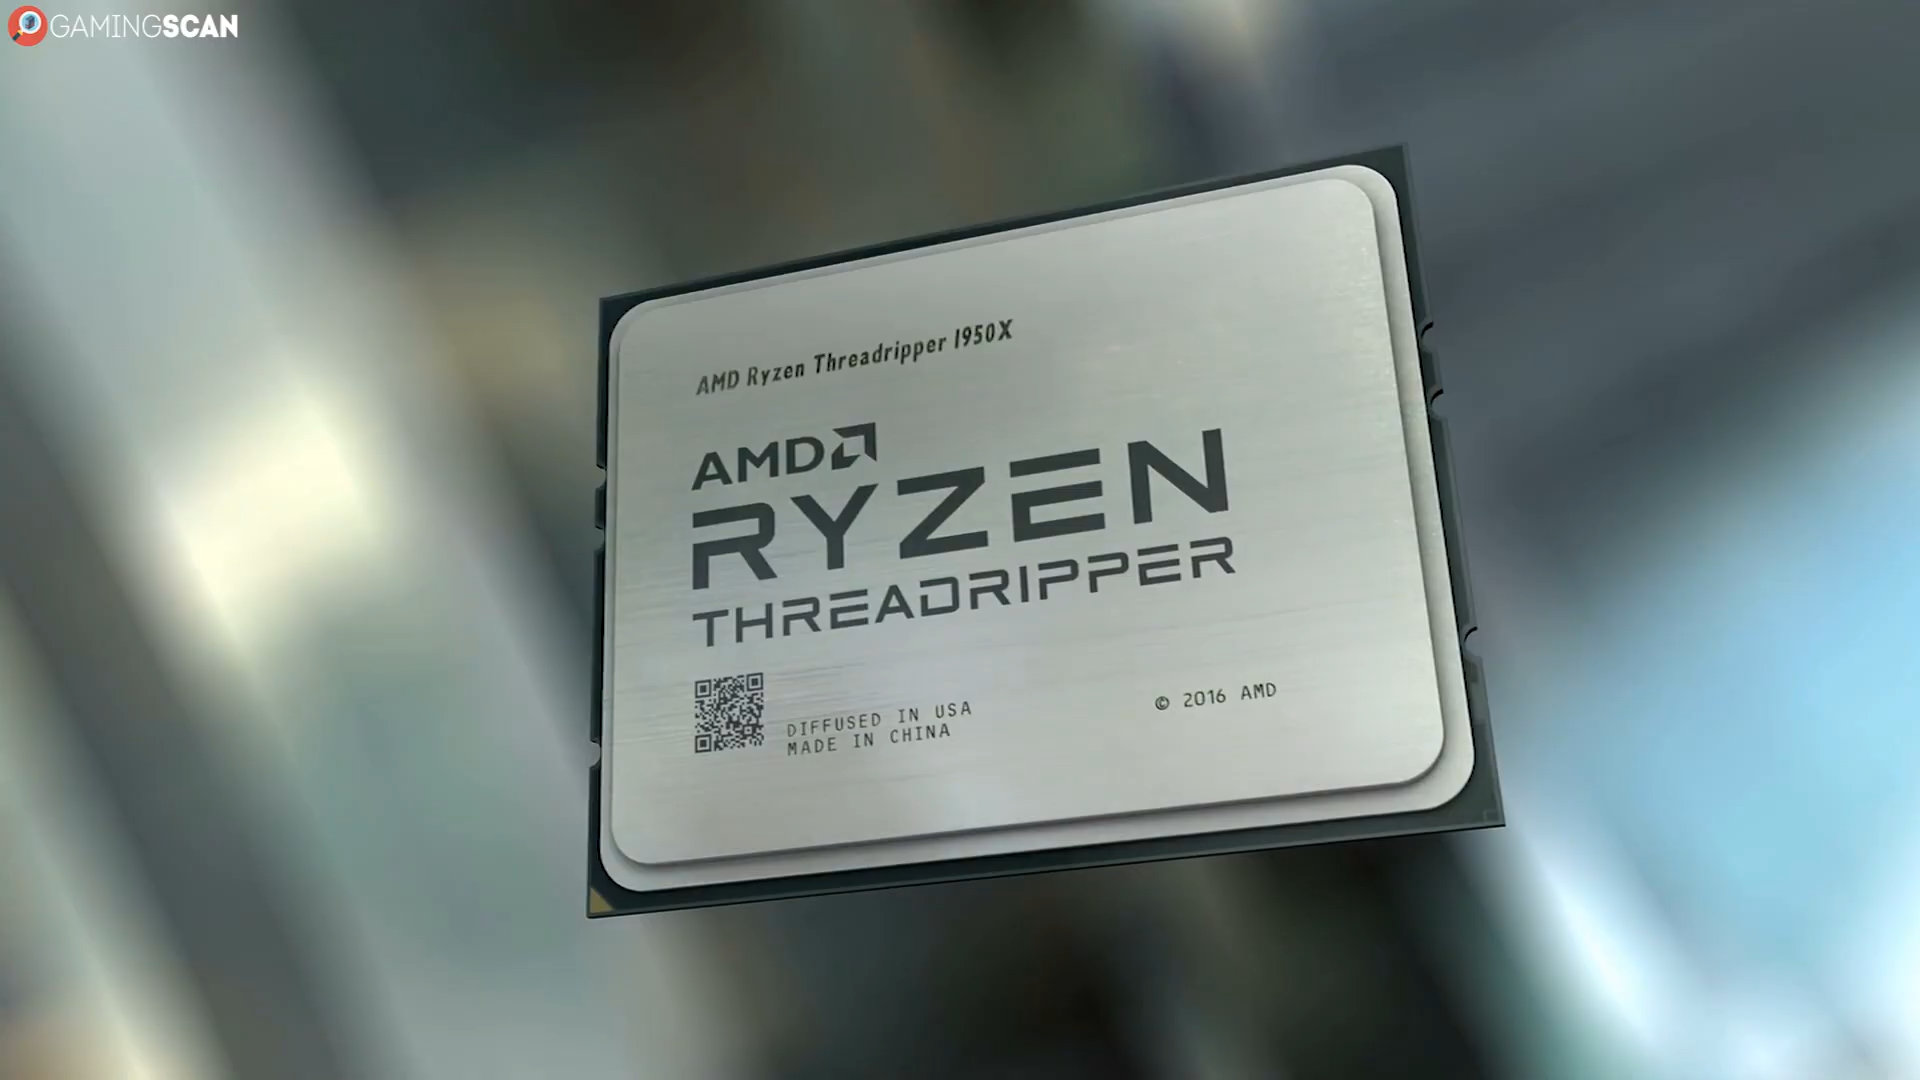 GAMINGSCAN
AMD Ryzen Threadripper 1950X
AMD
RYZEN
THREADRIPPER
DIFFUSED IN USA
MADE IN CHINA
© 2016 AMD